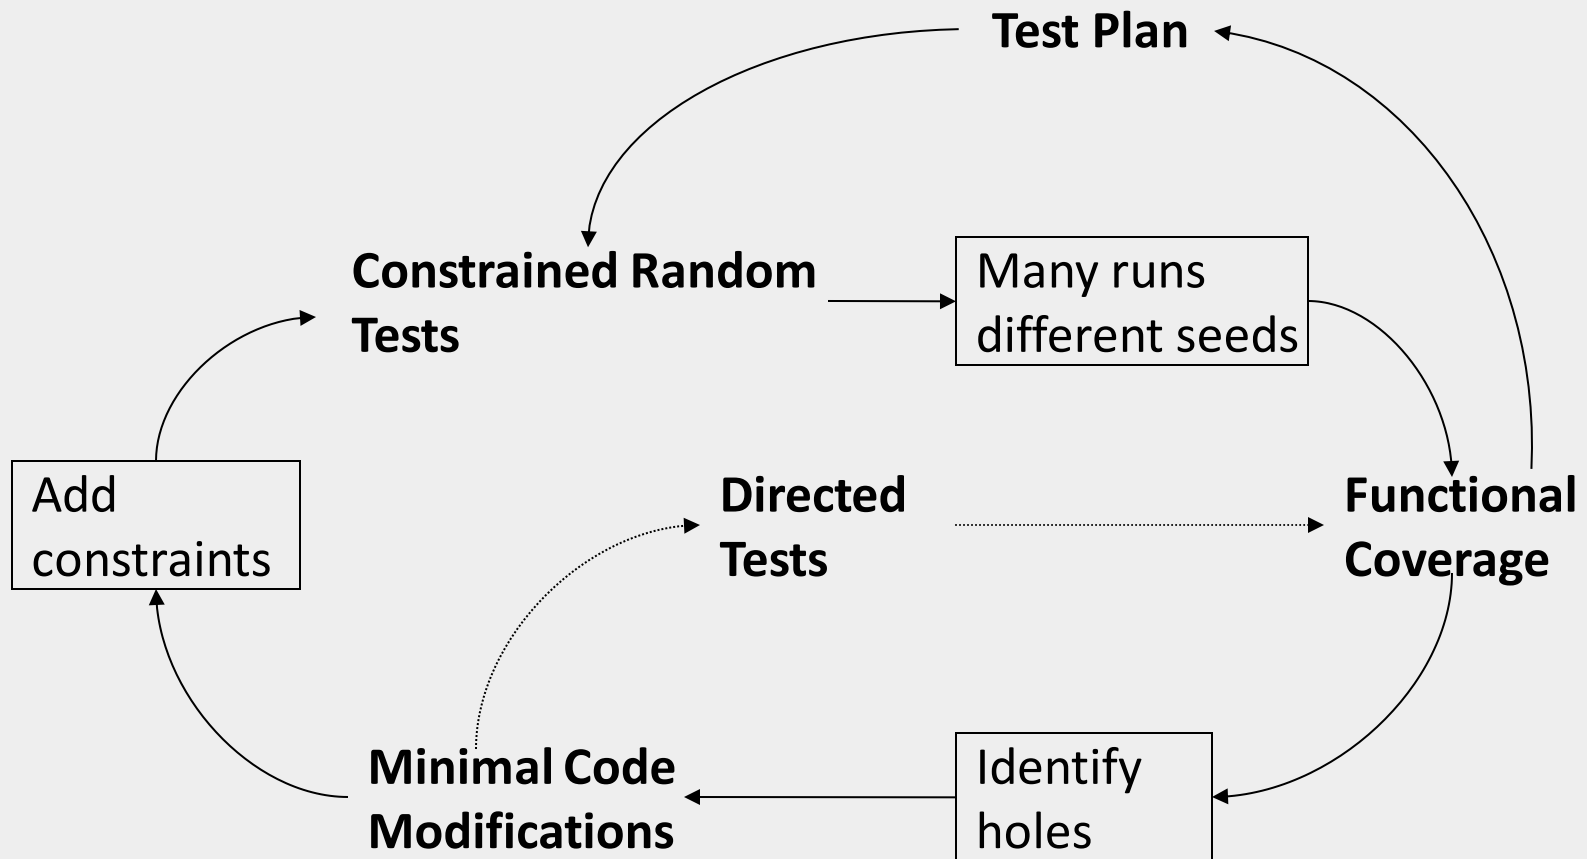 Test Plan
Constrained Random
Tests
Many runs
different seeds
Add
constraints
Directed
Tests
Functional
Coverage
Minimal Code
Modifications
Identify
holes